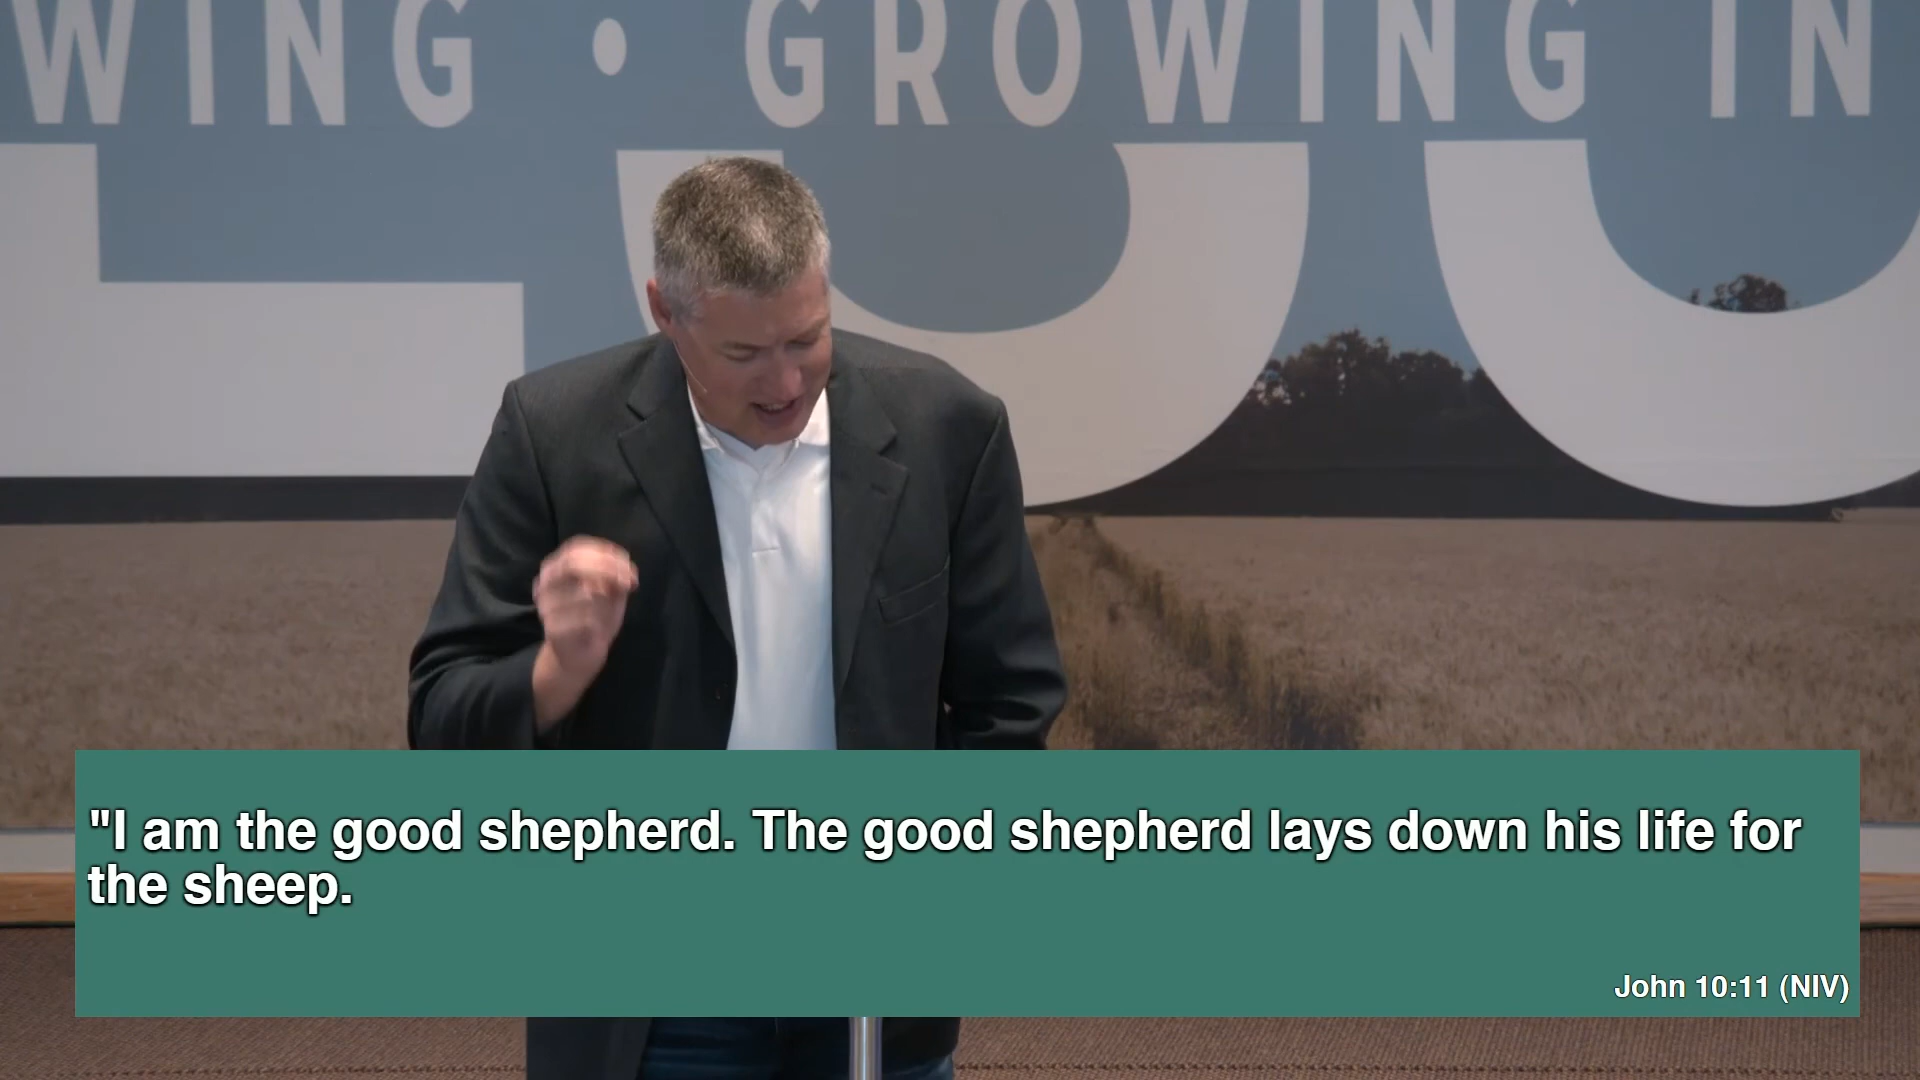 WING • GROWING IN
"I am the good shepherd. The good shepherd lays down his life for
the sheep.
John 10:11 (NIV)